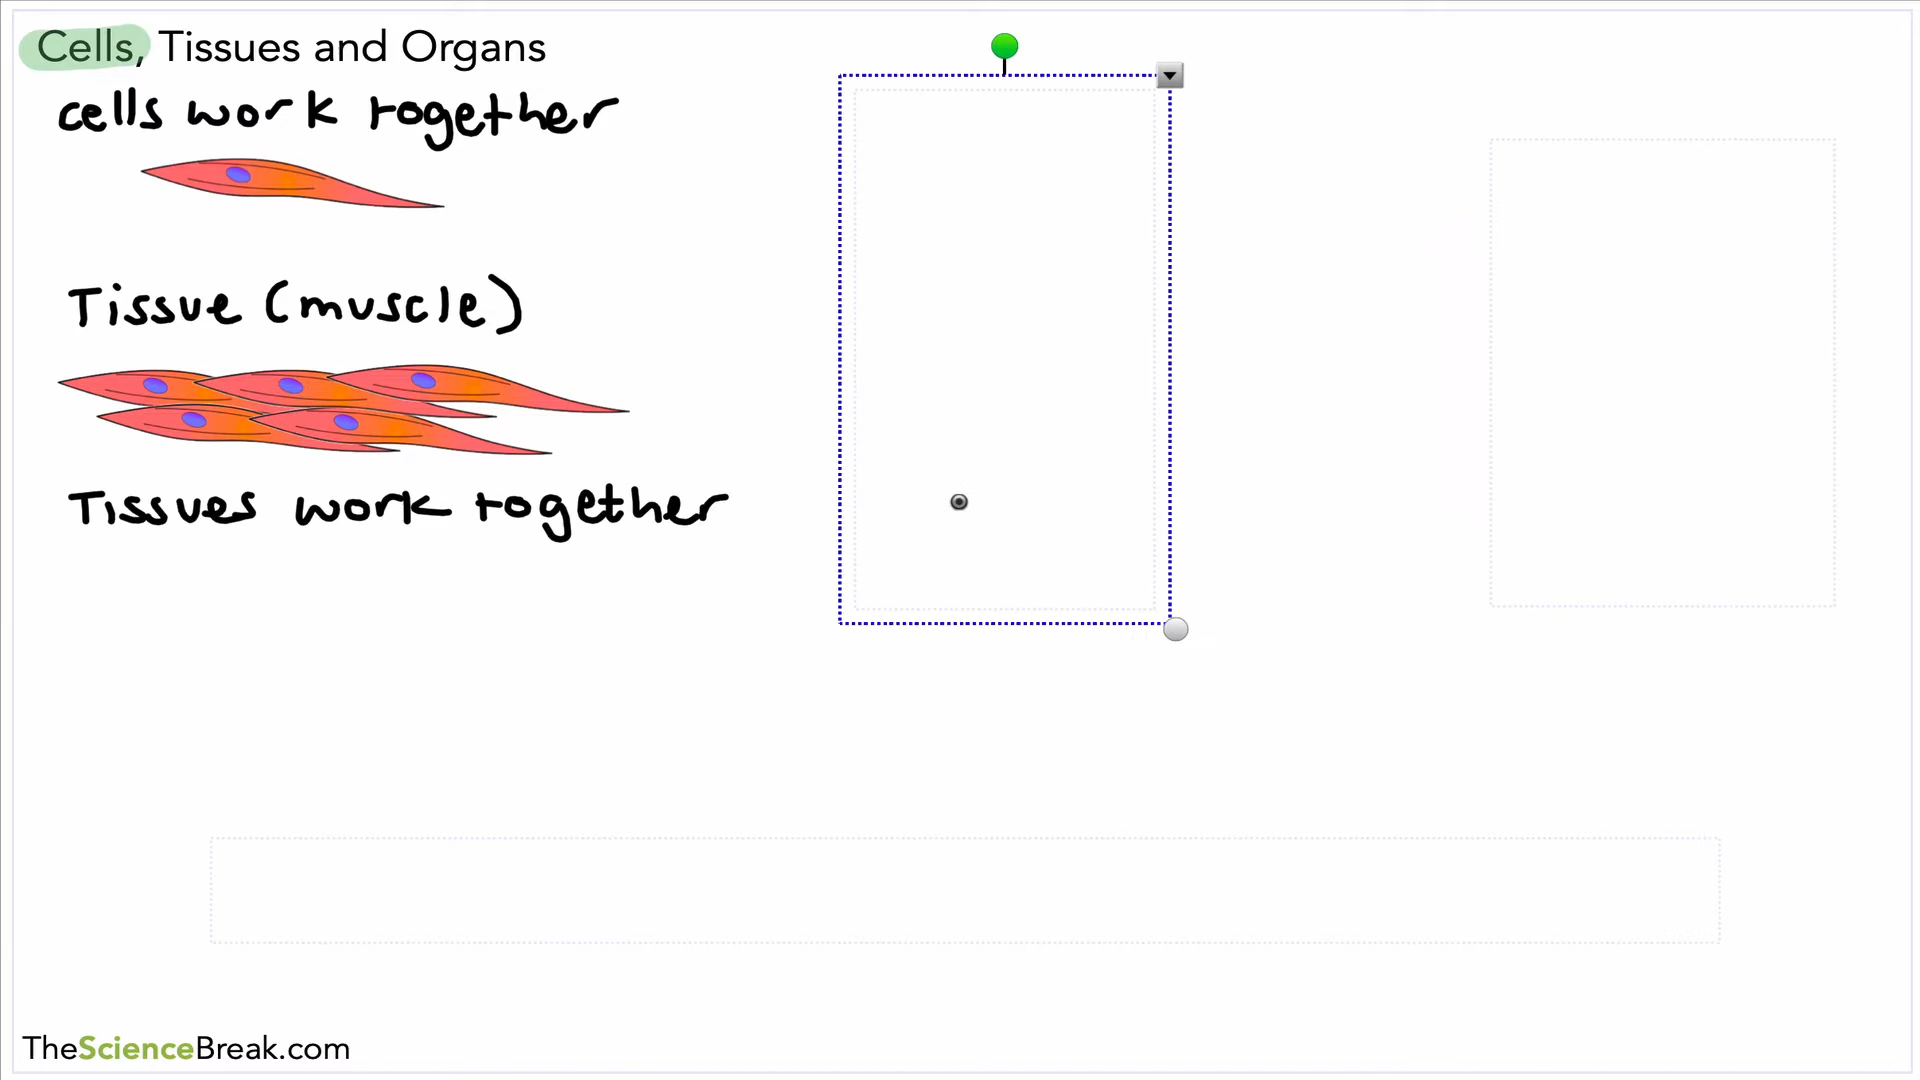 Cells, Tissues and Organs
cells work together
Tissue (muscle)
Tissues work together
TheScienceBreak.com